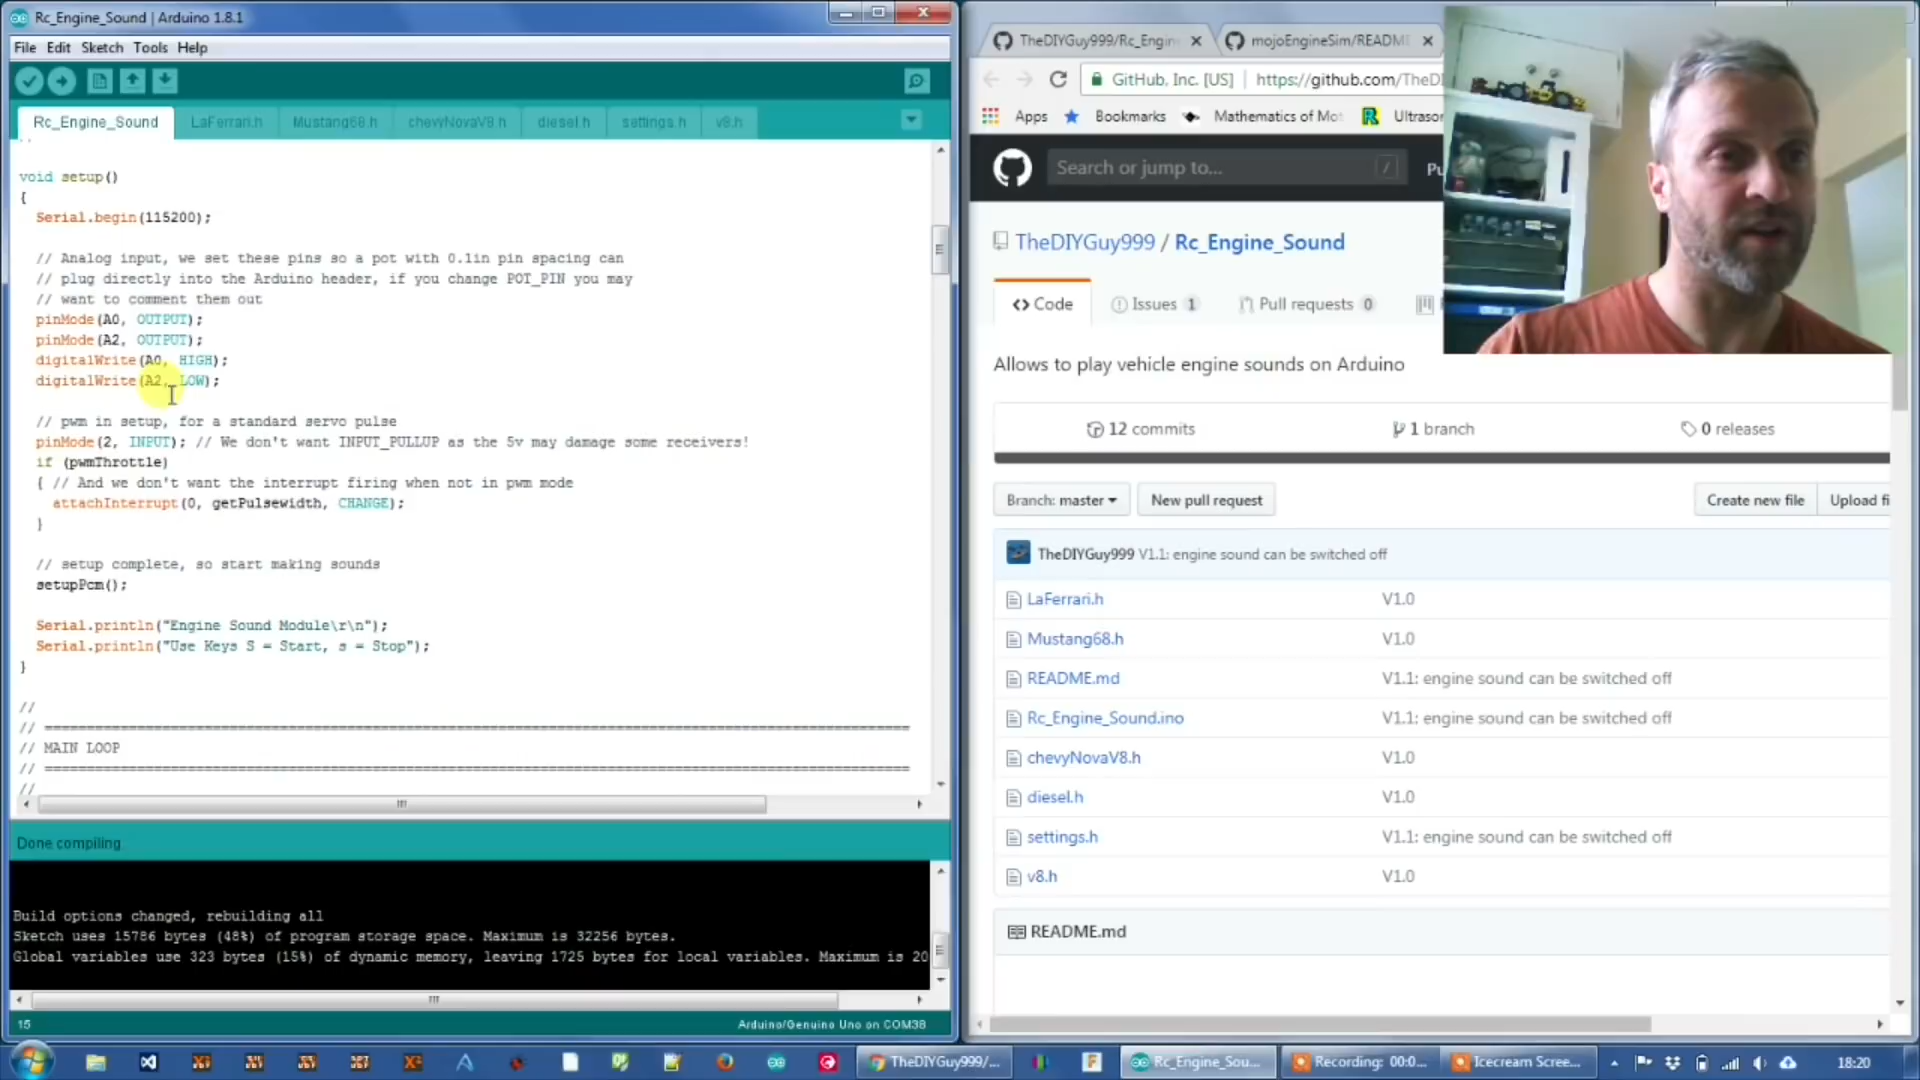 Rc_Engine_Sound | Arduino 1.8.1
File Edit Sketch Tools Help
Rc_Engine_Sound LaFerrari.h Mustang68.h chevyNovaV8.h diesel.h settings.h v8.h
void setup()
{
Serial.begin(115200);
// Analog input, we set these pins so a pot with 0.1in pin spacing can
// plug directly into the Arduino header, if you change POT_PIN you may
// want to comment them out
pinMode(A0, OUTPUT);
pinMode(A2, OUTPUT);
digitalWrite(A0, HIGH);
digitalWrite(A2, LOW);
// pwm in setup, for a standard servo pulse
pinMode(2, INPUT); // We don't want INPUT_PULLUP as the 5v may damage some receivers!
if (pwmThrottle)
{ // And we don't want the interrupt firing when not in pwm mode
attachInterrupt(0, getPulsewidth, CHANGE);
}
// setup complete, so start making sounds
setupPcm();
Serial.println("Engine Sound Module\r\n");
Serial.println("Use Keys S = Start, s = Stop");
}
//
// =========================================================================================================
// MAIN LOOP
// =========================================================================================================
//
Done compiling
Build options changed, rebuilding all
Sketch uses 15786 bytes (48%) of program storage space. Maximum is 32256 bytes.
Global variables use 323 bytes (15%) of dynamic memory, leaving 1725 bytes for local variables. Maximum is 20
15
Arduino/Genuino Uno on COM38
TheDIYGuy999/Rc_Engin
mojoEngineSim/README
GitHub, Inc. [US] | https://github.com/TheD
Apps Bookmarks Mathematics of Mo Ultraso
Search or jump to... / Pu
TheDIYGuy999 / Rc_Engine_Sound
<> Code Issues 1 Pull requests 0
Allows to play vehicle engine sounds on Arduino
12 commits 1 branch 0 releases
Branch: master New pull request Create new file Upload fi
TheDIYGuy999 V1.1: engine sound can be switched off
LaFerrari.h V1.0
Mustang68.h V1.0
README.md V1.1: engine sound can be switched off
Rc_Engine_Sound.ino V1.1: engine sound can be switched off
chevyNovaV8.h V1.0
diesel.h V1.0
settings.h V1.1: engine sound can be switched off
v8.h V1.0
README.md
TheDIYGuy999/... Rc_Engine_Sou... Recording: 00:0... Icecream Scree... 18:20